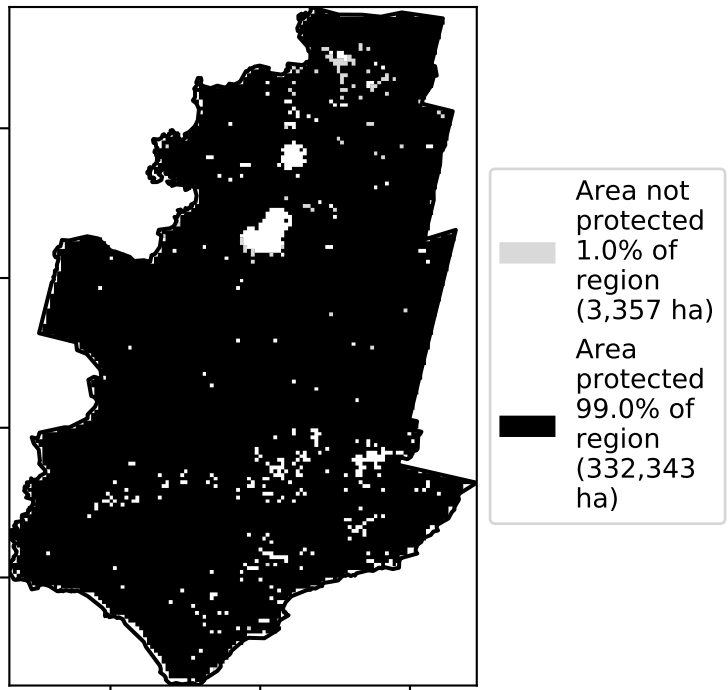 Area not
protected
1.0% of
region
(3,357 ha)
Area
protected
99.0% of
region
(332,343
ha)